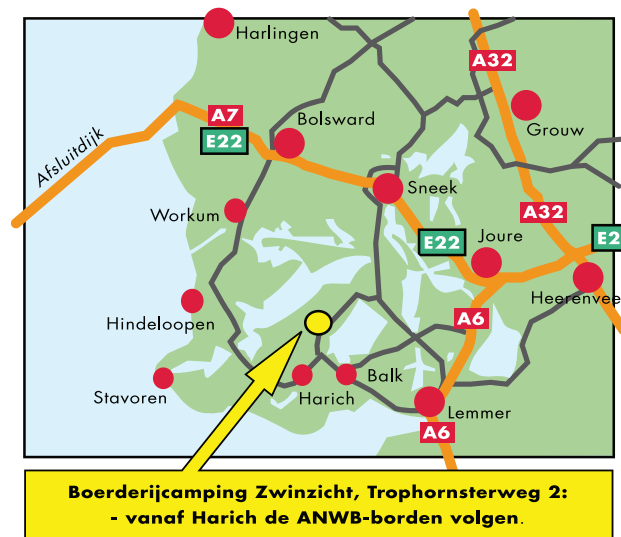 Harlingen
A32
A7
Grouw
E22
Bolsward
Afsluitdijk
Sneek
Workum
A32
E22
Joure
E2
Heerenvee
Hindeloopen
A6
Stavoren
Harich
Balk
Lemmer
A6
Boerderijcamping Zwinzicht, Trophornsterweg 2:
- vanaf Harich de ANWB-borden volgen.